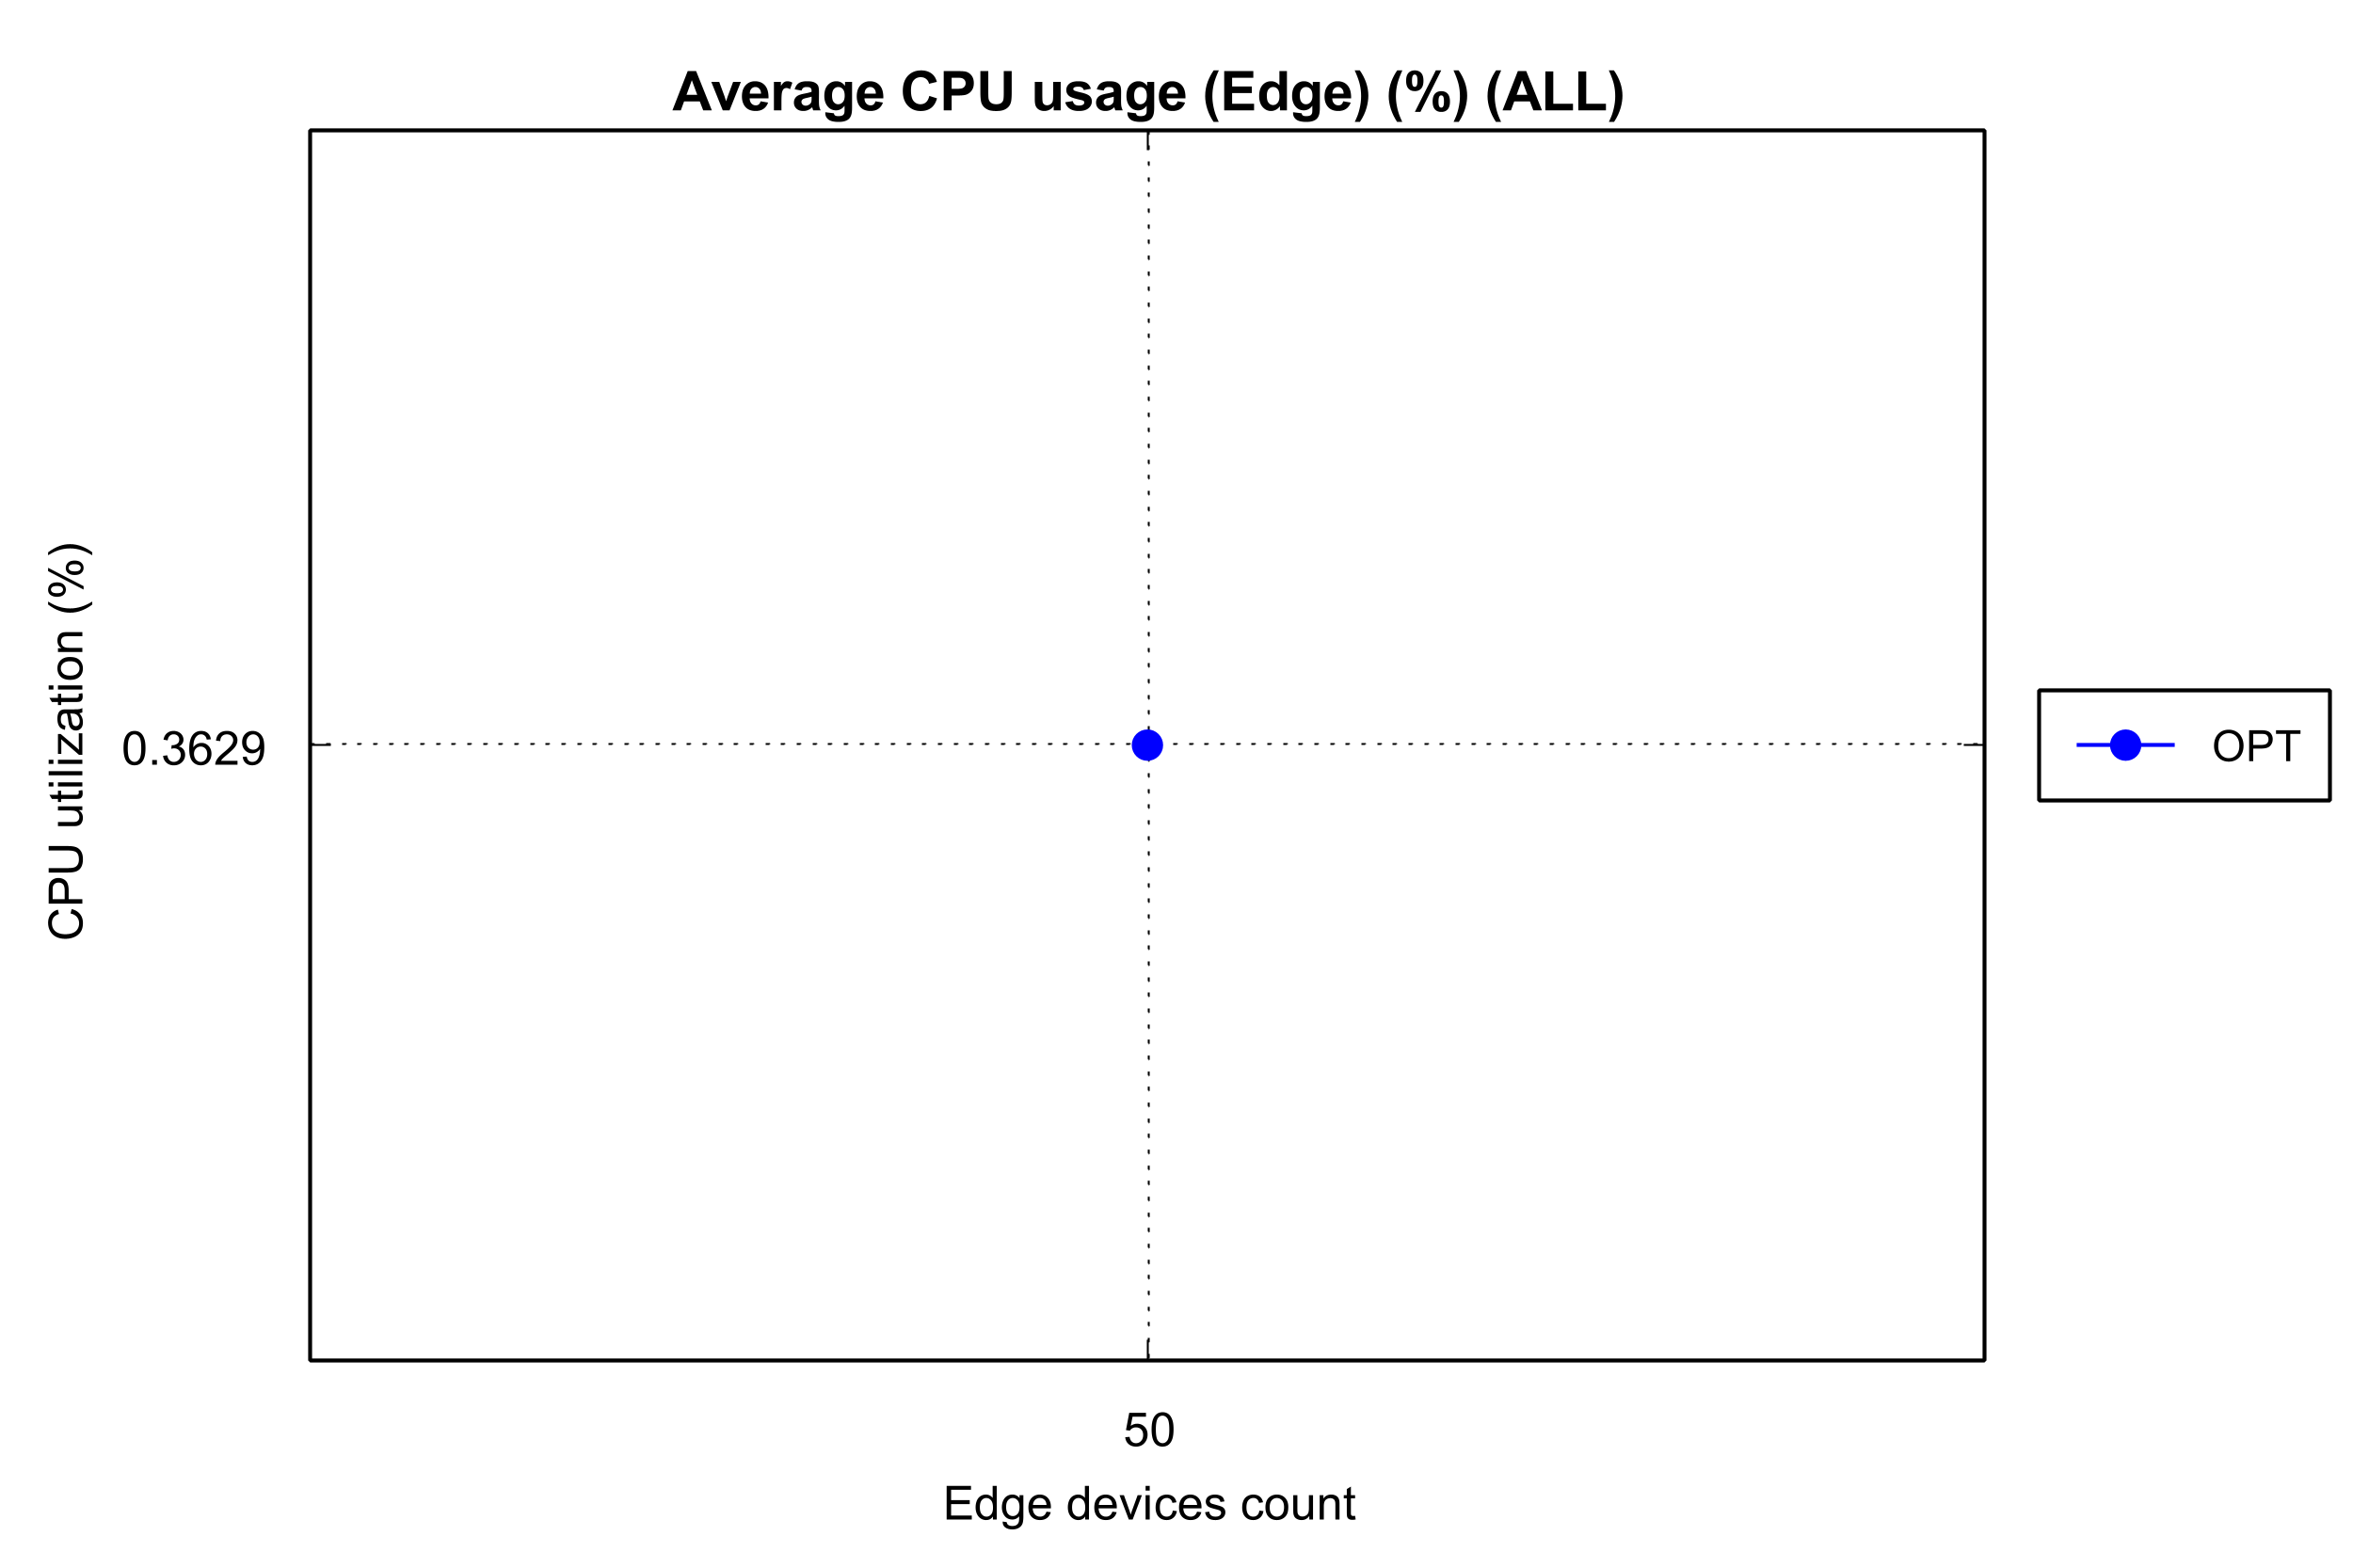 Average CPU usage (Edge) (%) (ALL)
CPU utilization (%)
0.3629
OPT
50
Edge devices count